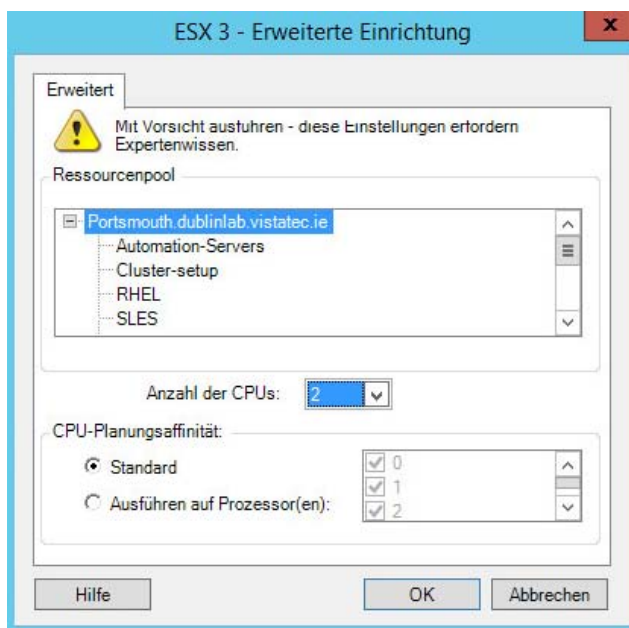 ESX 3 - Erweiterte Einrichtung
x
Erweitert
Mit Vorsicht ausführen - diese Einstellungen erfordern
Expertenwissen.
Ressourcenpool
Portsmouth.dublinlab.vistatec.ie
Automation-Servers
Cluster-setup
RHEL
SLES
Anzahl der CPUs: 2
CPU-Planungsaffinität:
Standard
Ausführen auf Prozessor(en):
0
1
2
Hilfe
OK
Abbrechen